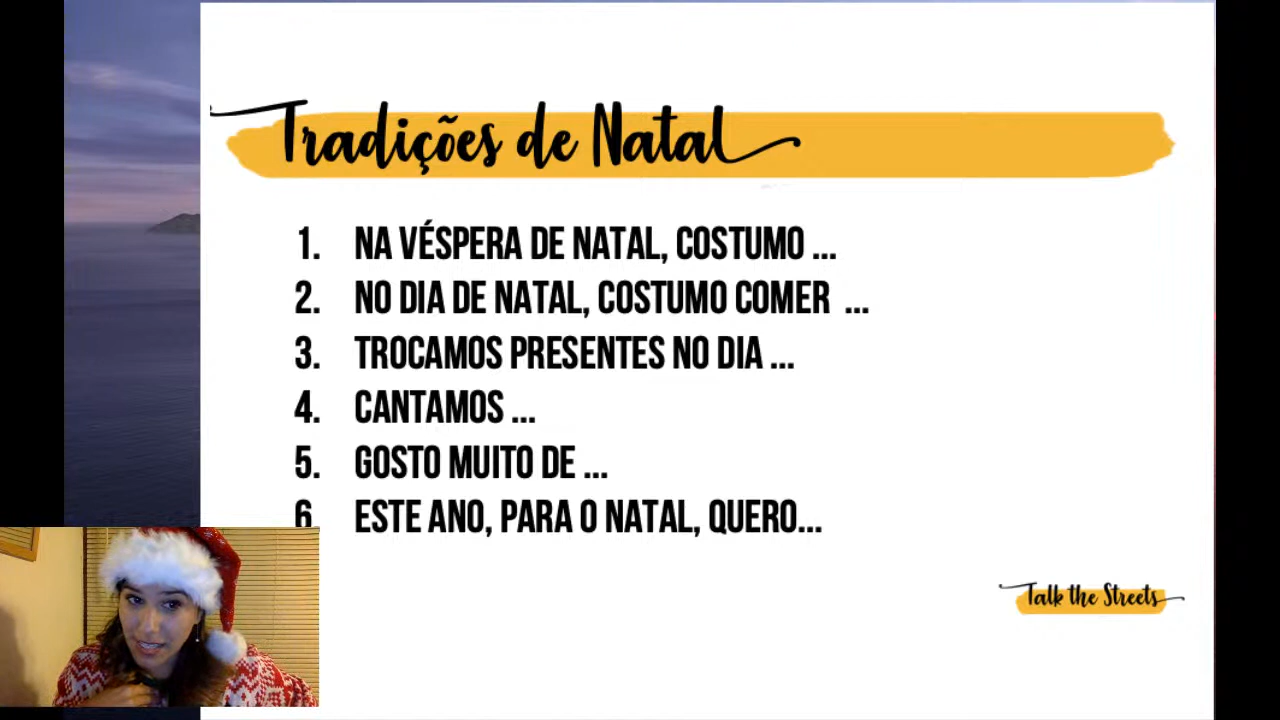 Tradições de Natal
1. NA VÉSPERA DE NATAL, COSTUMO ...
2. NO DIA DE NATAL, COSTUMO COMER ...
3. TROCAMOS PRESENTES NO DIA ...
4. CANTAMOS ...
5. GOSTO MUITO DE ...
6 ESTE ANO, PARA O NATAL, QUERO...
Talk the Streets